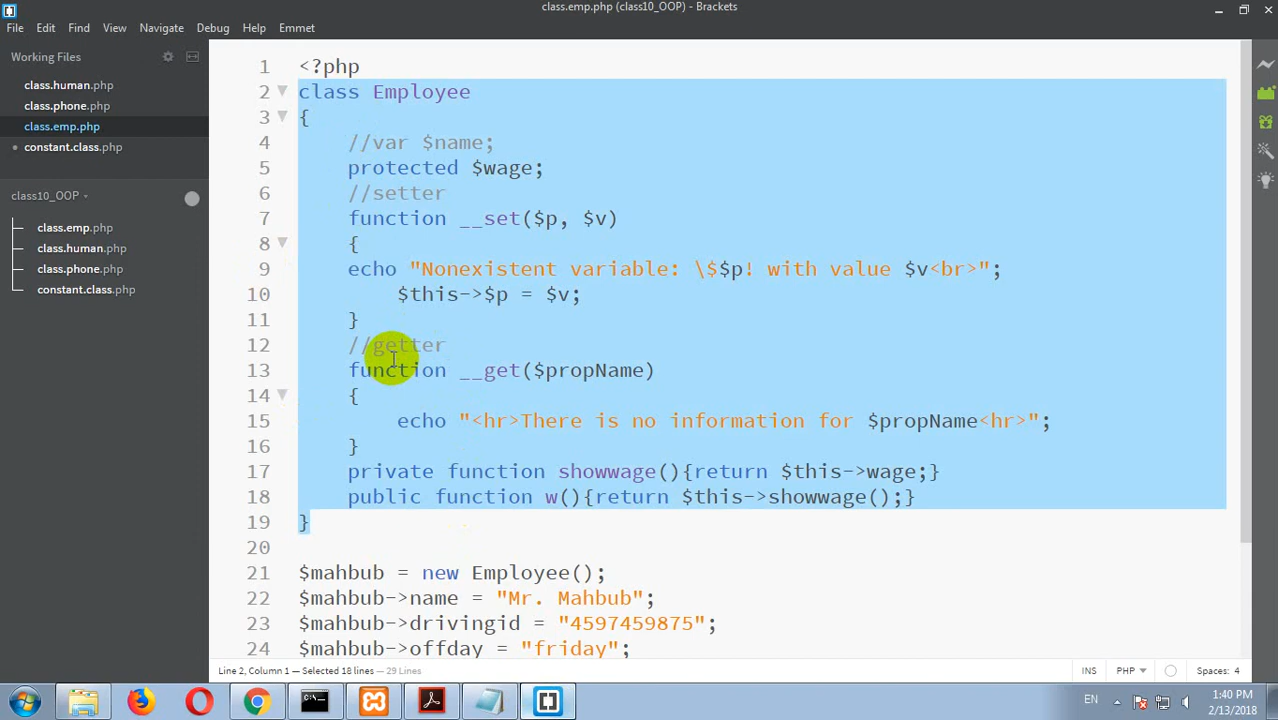 class.emp.php (class10_OOP) - Brackets
File Edit Find View Navigate Debug Help Emmet
Working Files
class.human.php
class.phone.php
class.emp.php
constant.class.php
class10_OOP
class.emp.php
class.human.php
class.phone.php
constant.class.php
1 <?php
2 class Employee
3 {
4 //var $name;
5 protected $wage;
6 //setter
7 function __set($p, $v)
8 {
9 echo "Nonexistent variable: \$$p! with value $v<br>";
10 $this->$p = $v;
11 }
12 //getter
13 function __get($propName)
14 {
15 echo "<hr>There is no information for $propName<hr>";
16 }
17 private function showwage(){return $this->wage;}
18 public function w(){return $this->showwage();}
19 }
20
21 $mahbub = new Employee();
22 $mahbub->name = "Mr. Mahbub";
23 $mahbub->drivingid = "4597459875";
24 $mahbub->offday = "friday";
Line 2, Column 1 — Selected 18 lines — 29 Lines
INS PHP Spaces: 4
EN
1:40 PM
2/13/2018